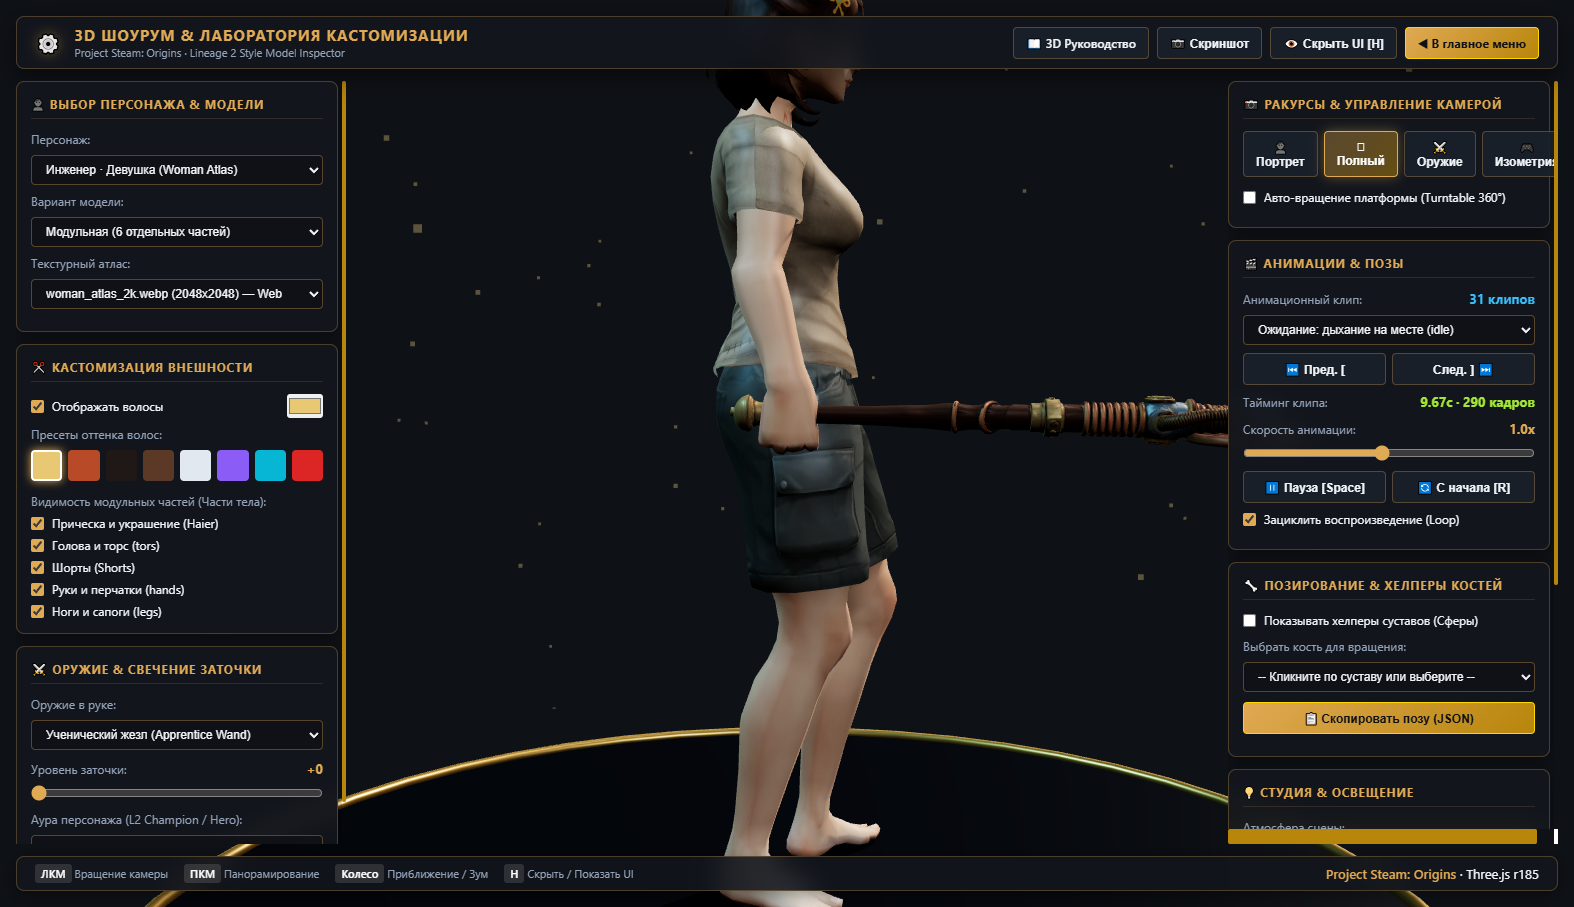 3D ШОУРУМ & ЛАБОРАТОРИЯ КАСТОМИЗАЦИИ
Project Steam: Origins · Lineage 2 Style Model Inspector
3D Руководство
Скриншот
Скрыть UI [H]
◀ В главное меню
ВЫБОР ПЕРСОНАЖА & МОДЕЛИ
Персонаж:
Инженер - Девушка (Woman Atlas)
Вариант модели:
Модульная (6 отдельных частей)
Текстурный атлас:
woman_atlas_2k.webp (2048x2048) — Web
КАСТОМИЗАЦИЯ ВНЕШНОСТИ
Отображать волосы
Пресеты оттенка волос:
Видимость модульных частей (Части тела):
Прическа и украшение (Haier)
Голова и торс (tors)
Шорты (Shorts)
Руки и перчатки (hands)
Ноги и сапоги (legs)
ОРУЖИЕ & СВЕЧЕНИЕ ЗАТОЧКИ
Оружие в руке:
Ученический жезл (Apprentice Wand)
Уровень заточки: +0
Аура персонажа (L2 Champion / Hero):
РАКУРСЫ & УПРАВЛЕНИЕ КАМЕРОЙ
Портрет
Полный
Оружие
Изометрия
Авто-вращение платформы (Turntable 360°)
АНИМАЦИИ & ПОЗЫ
Анимационный клип: 31 клипов
Ожидание: дыхание на месте (idle)
Пред. [
След. ]
Тайминг клипа: 9.67с · 290 кадров
Скорость анимации: 1.0x
Пауза [Space]
С начала [R]
Зациклить воспроизведение (Loop)
ПОЗИРОВАНИЕ & ХЕЛПЕРЫ КОСТЕЙ
Показывать хелперы суставов (Сферы)
Выбрать кость для вращения:
-- Кликните по суставу или выберите --
Скопировать позу (JSON)
СТУДИЯ & ОСВЕЩЕНИЕ
Атмосфера сцены:
ЛКМ Вращение камеры
ПКМ Панорамирование
Колесо Приближение / Зум
H Скрыть / Показать UI
Project Steam: Origins · Three.js r185